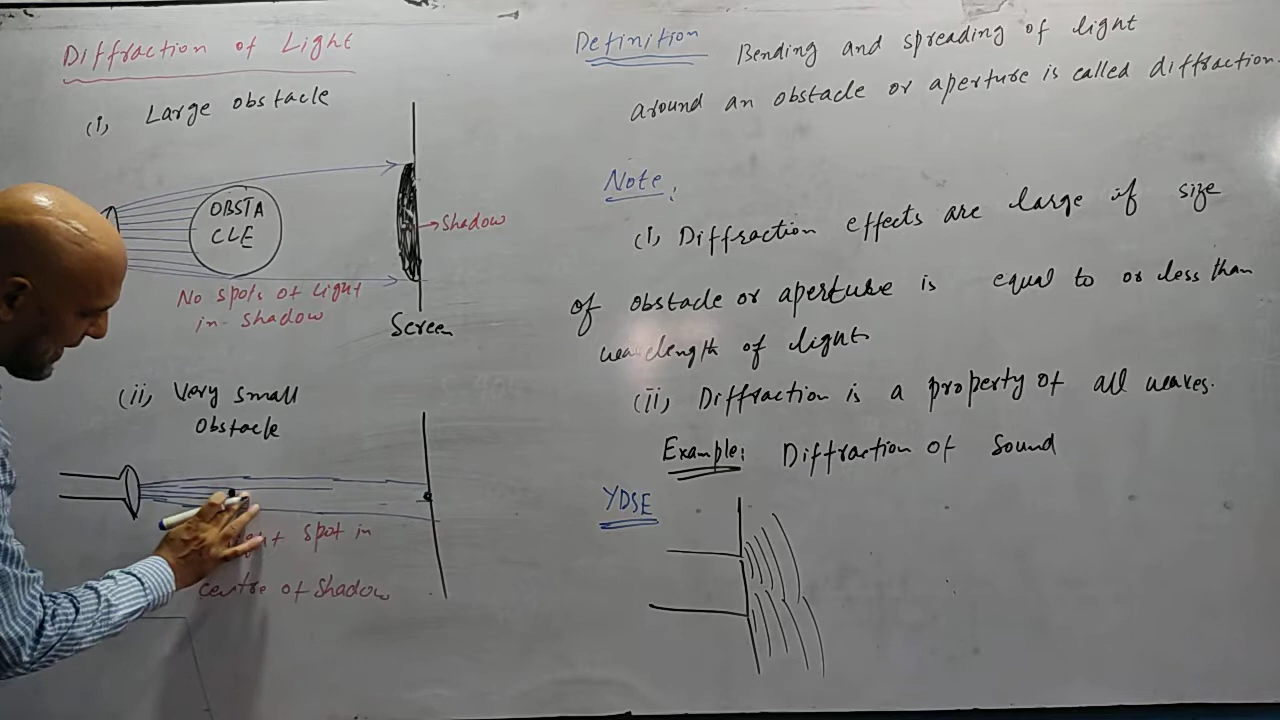 Diffraction of Light
(i) Large obstacle
OBSTA
CLE
Shadow
No spots of light
in shadow
Screen
(ii) Very small
obstacle
spot in
centre of shadow
Definition Bending and spreading of light
around an obstacle or aperture is called diffraction.
Note:
(i) Diffraction effects are large if size
of obstacle or aperture is equal to or less than
wavelength of light.
(ii) Diffraction is a property of all waves.
Example: Diffraction of Sound
YDSE